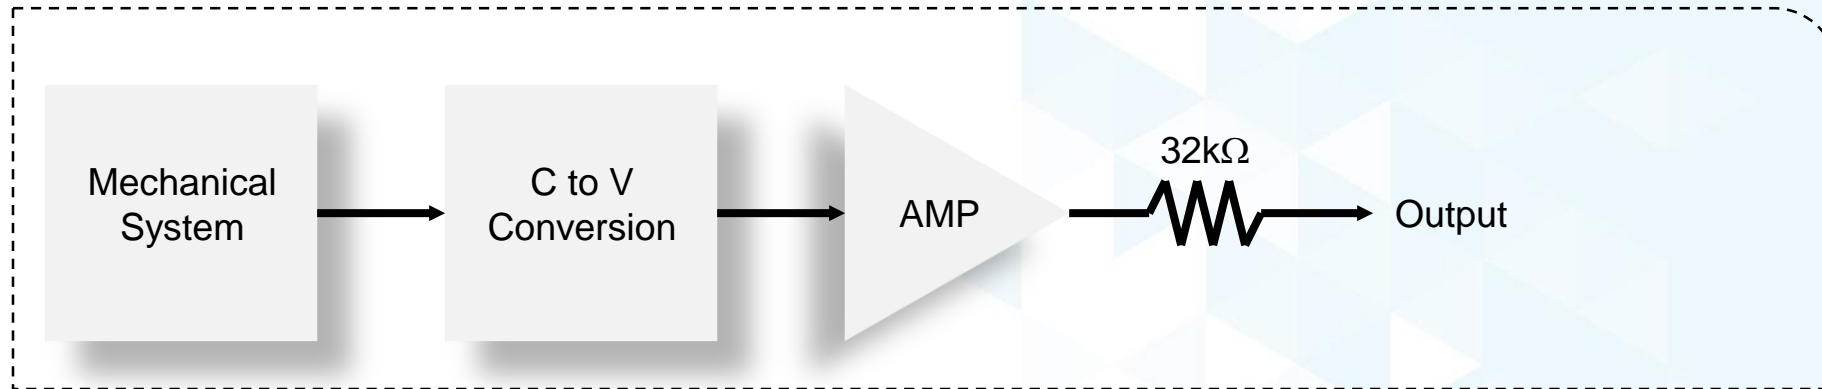 Mechanical
System
C to V
Conversion
AMP
32kΩ
Output